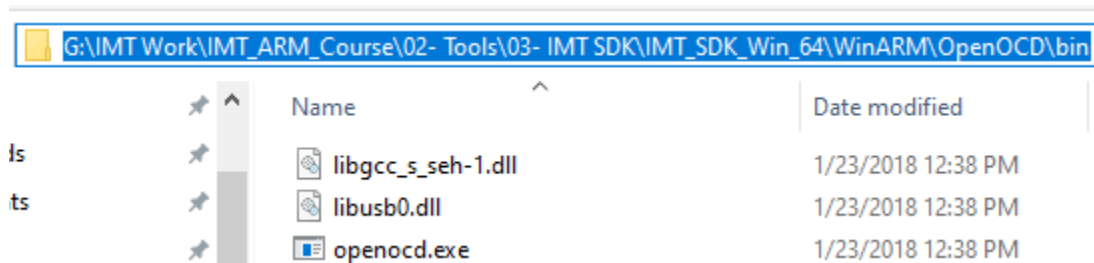 G:\IMT Work\IMT_ARM_Course\02- Tools\03- IMT SDK\IMT_SDK_Win_64\WinARM\OpenOCD\bin
Name Date modified
ls libgcc_s_seh-1.dll 1/23/2018 12:38 PM
ts libusb0.dll 1/23/2018 12:38 PM
openocd.exe 1/23/2018 12:38 PM